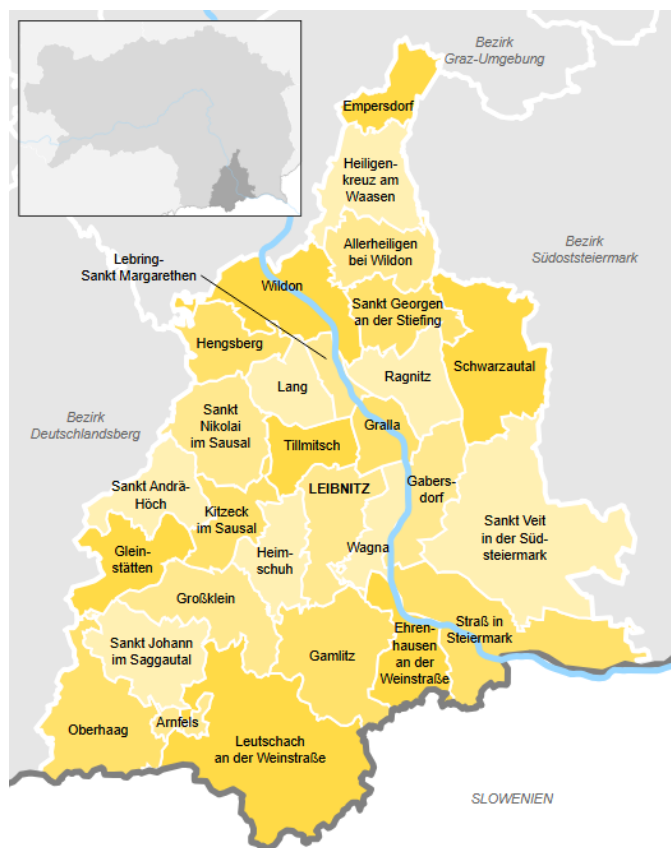 Bezirk
Graz-Umgebung
Empersdorf
Heiligen-
kreuz am
Waasen
Allerheiligen
bei Wildon
Bezirk
Südoststeiermark
Lebring-
Sankt Margarethen
Wildon
Sankt Georgen
an der Stiefing
Hengsberg
Schwarzautal
Ragnitz
Lang
Bezirk
Deutschlandsberg
Sankt
Nikolai
im Sausal
Tillmitsch
Gralla
Sankt Andrä-
Höch
LEIBNITZ
Gabers-
dorf
Kitzeck
im Sausal
Sankt Veit
in der Süd-
steiermark
Glein-
stätten
Heim-
schuh
Wagna
Großklein
Straß in
Steiermark
Ehren-
hausen
an der
Weinstraße
Sankt Johann
im Saggautal
Gamlitz
Arnfels
Oberhaag
Leutschach
an der Weinstraße
SLOWENIEN